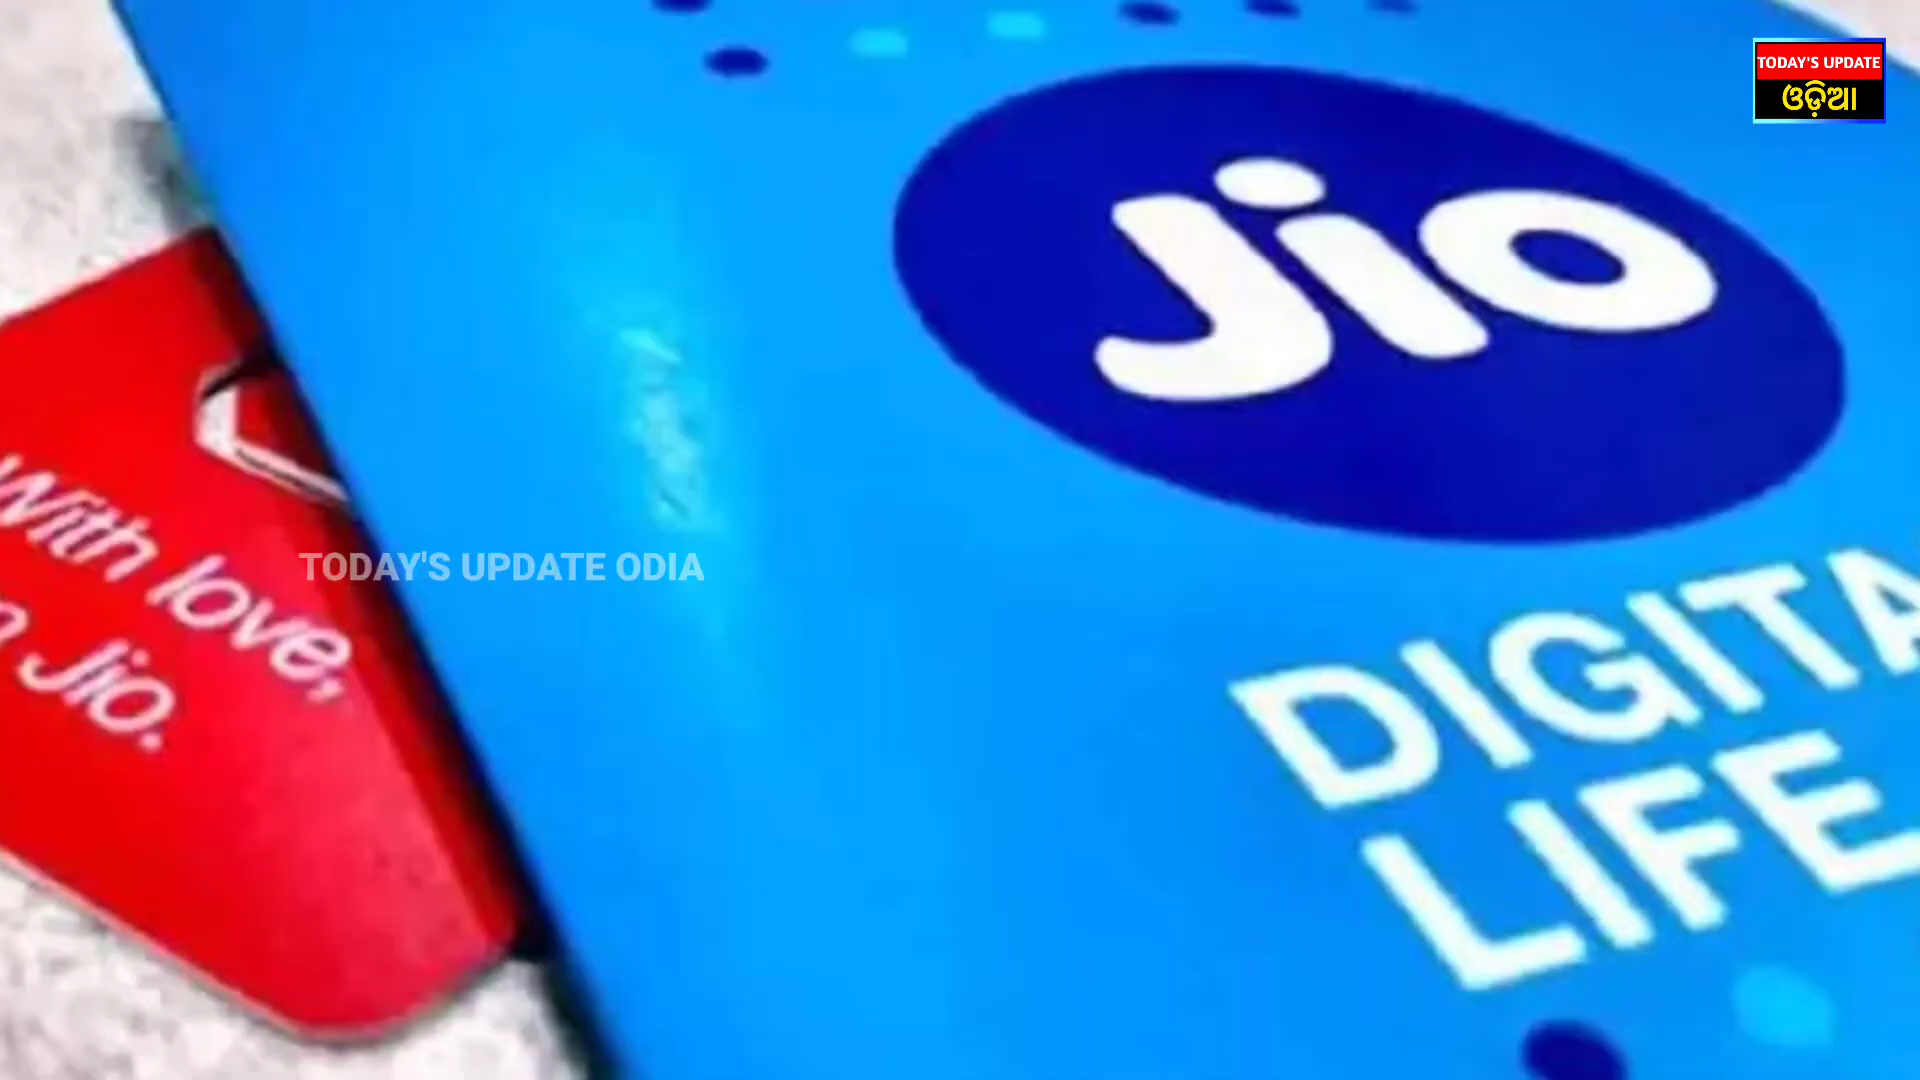 TODAY'S UPDATE
ଓଡ଼ିଆ
Jio
DIGITA
LIFE
With love,
Jio.
TODAY'S UPDATE ODIA